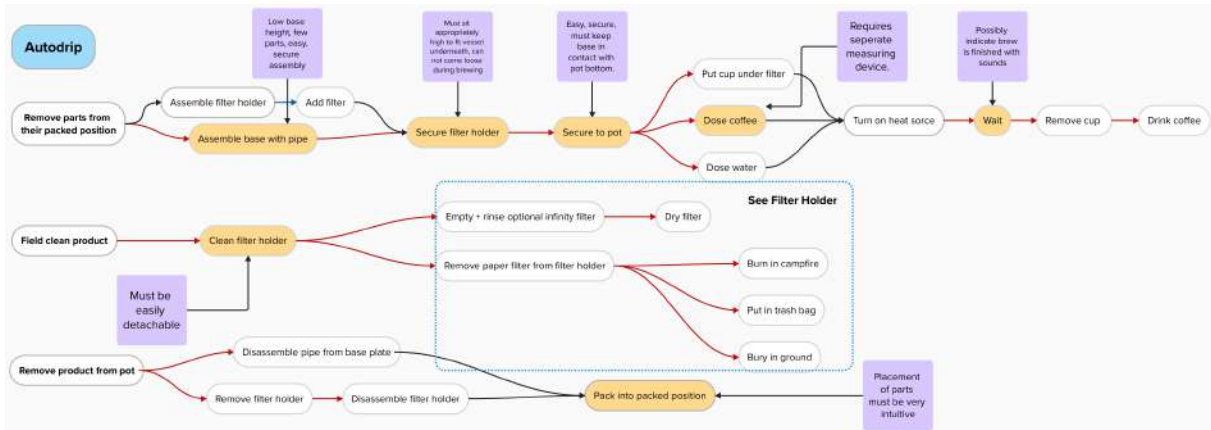 Autodrip
Low base
height, few
parts, easy,
secure
assembly
Must sit
appropriately
high to fit vessel
underneath, can
not come loose
during brewing
Easy, secure,
must keep
base in
contact with
pot bottom.
Requires
seperate
measuring
device.
Possibly
indicate brew
is finished with
sounds
Remove parts from
their packed position
Assemble filter holder
Add filter
Assemble base with pipe
Secure filter holder
Secure to pot
Put cup under filter
Dose coffee
Dose water
Turn on heat sorce
Wait
Remove cup
Drink coffee
See Filter Holder
Field clean product
Clean filter holder
Empty + rinse optional infinity filter
Dry filter
Remove paper filter from filter holder
Burn in campfire
Put in trash bag
Bury in ground
Must be
easily
detachable
Remove product from pot
Disassemble pipe from base plate
Remove filter holder
Disassemble filter holder
Pack into packed position
Placement
of parts
must be very
intuitive